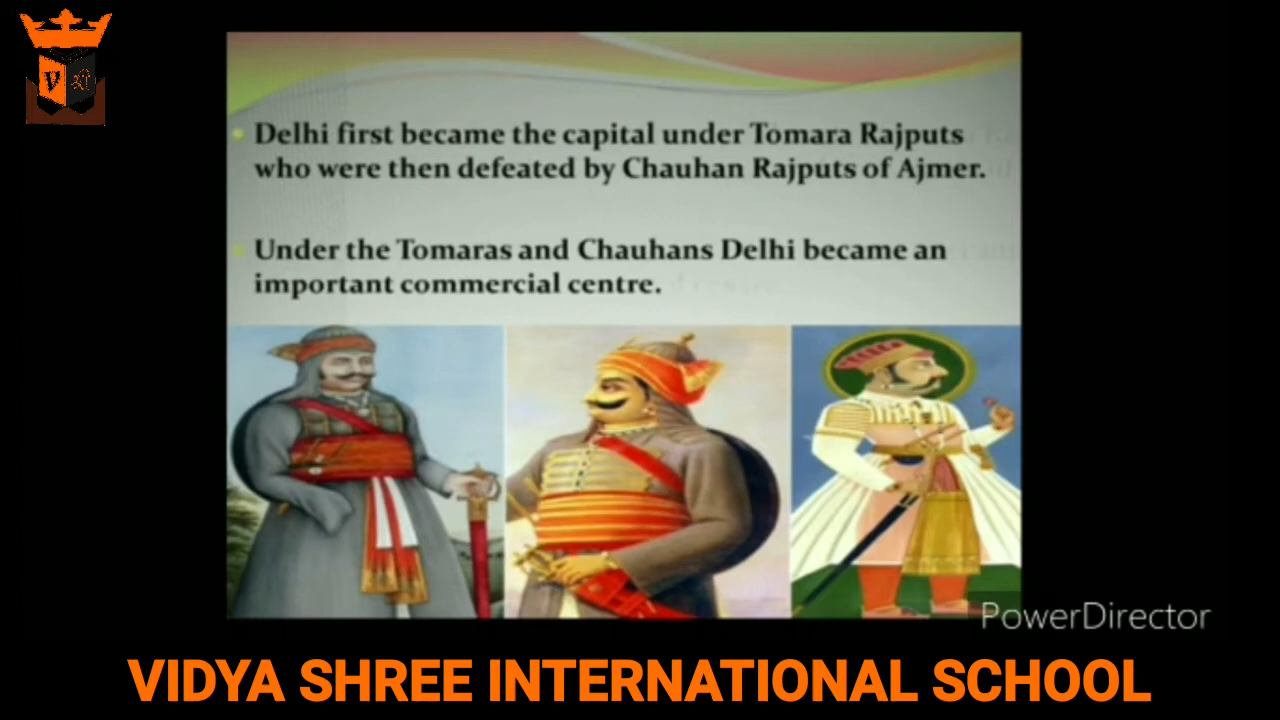 Delhi first became the capital under Tomara Rajputs
who were then defeated by Chauhan Rajputs of Ajmer.
Under the Tomaras and Chauhans Delhi became an
important commercial centre.
PowerDirector
VIDYA SHREE INTERNATIONAL SCHOOL